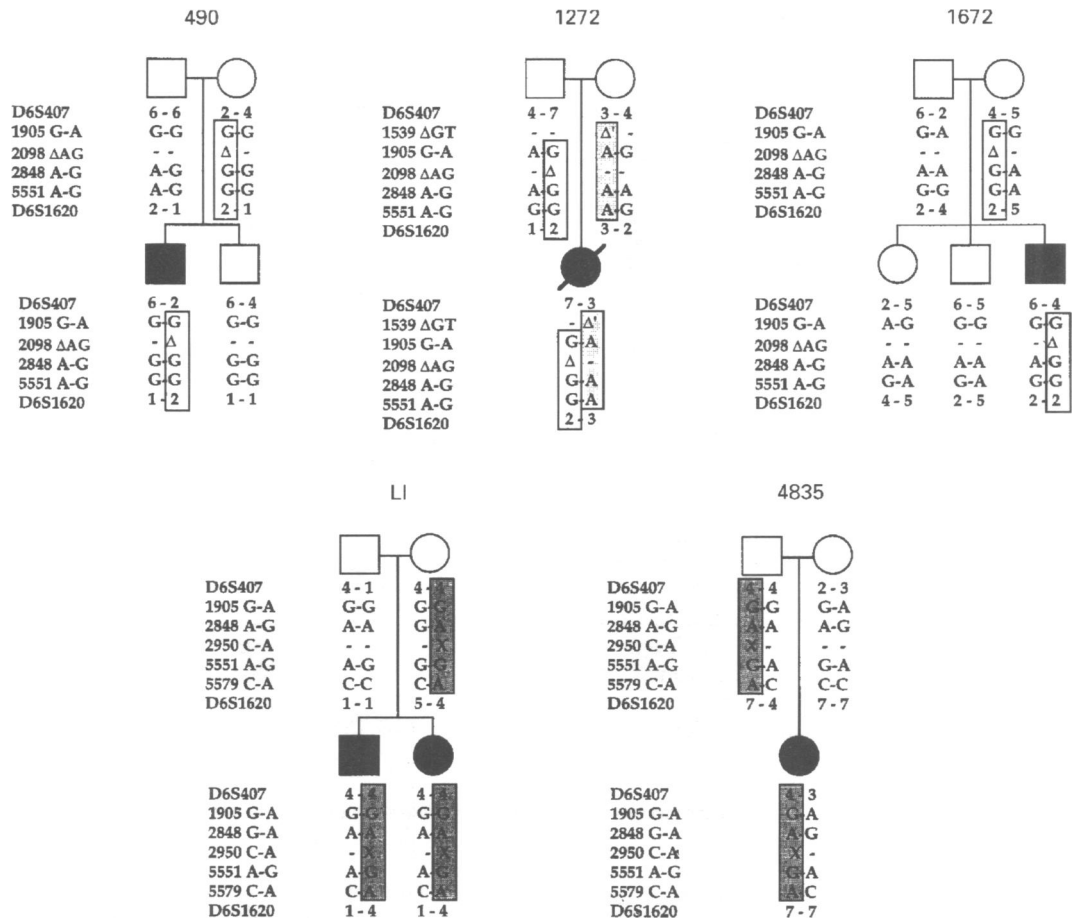 490
D6S407 6 - 6 2 - 4
1905 G-A G-G G-G
2098 ΔAG - - Δ -
2848 A-G A-G G-G
5551 A-G A-G G-G
D6S1620 2 - 1 2 - 1
D6S407 6 - 2 6 - 4
1905 G-A G-G G-G
2098 ΔAG - Δ - -
2848 A-G G-G G-G
5551 A-G G-G G-G
D6S1620 1 - 2 1 - 1
1272
D6S407 4 - 7 3 - 4
1539 ΔGT - - Δ' -
1905 G-A A-G A-G
2098 ΔAG - Δ - -
2848 A-G A-G A-A
5551 A-G G-G A-G
D6S1620 1 - 2 3 - 2
D6S407 7 - 3
1539 ΔGT - Δ'
1905 G-A G-A
2098 ΔAG Δ -
2848 A-G G-A
5551 A-G G-A
D6S1620 2 - 3
1672
D6S407 6 - 2 4 - 5
1905 G-A G-A G-G
2098 ΔAG - - Δ -
2848 A-G A-A G-A
5551 A-G G-G G-A
D6S1620 2 - 4 2 - 5
D6S407 2 - 5 6 - 5 6 - 4
1905 G-A A-G G-G G-G
2098 ΔAG - - - - - Δ
2848 A-G A-A A-A A-G
5551 A-G G-A G-A G-G
D6S1620 4 - 5 2 - 5 2 - 2
LI
D6S407 4 - 1 4 - 4
1905 G-A G-G G-G
2848 A-G A-A G-A
2950 C-A - - - X
5551 A-G A-G G-G
5579 C-A C-C C-A
D6S1620 1 - 1 5 - 4
D6S407 4 - 4 4 - 4
1905 G-A G-G G-G
2848 G-A A-A A-A
2950 C-A - X - X
5551 A-G A-G A-G
5579 C-A C-A C-A
D6S1620 1 - 4 1 - 4
4835
D6S407 4 - 4 2 - 3
1905 G-A G-G G-A
2848 A-G A-A A-G
2950 C-A X - - -
5551 A-G G-A G-A
5579 C-A A-C C-C
D6S1620 7 - 4 7 - 7
D6S407 4 - 3
1905 G-A G-A
2848 G-A A-G
2950 C-A X -
5551 A-G G-A
5579 C-A A-C
D6S1620 7 - 7